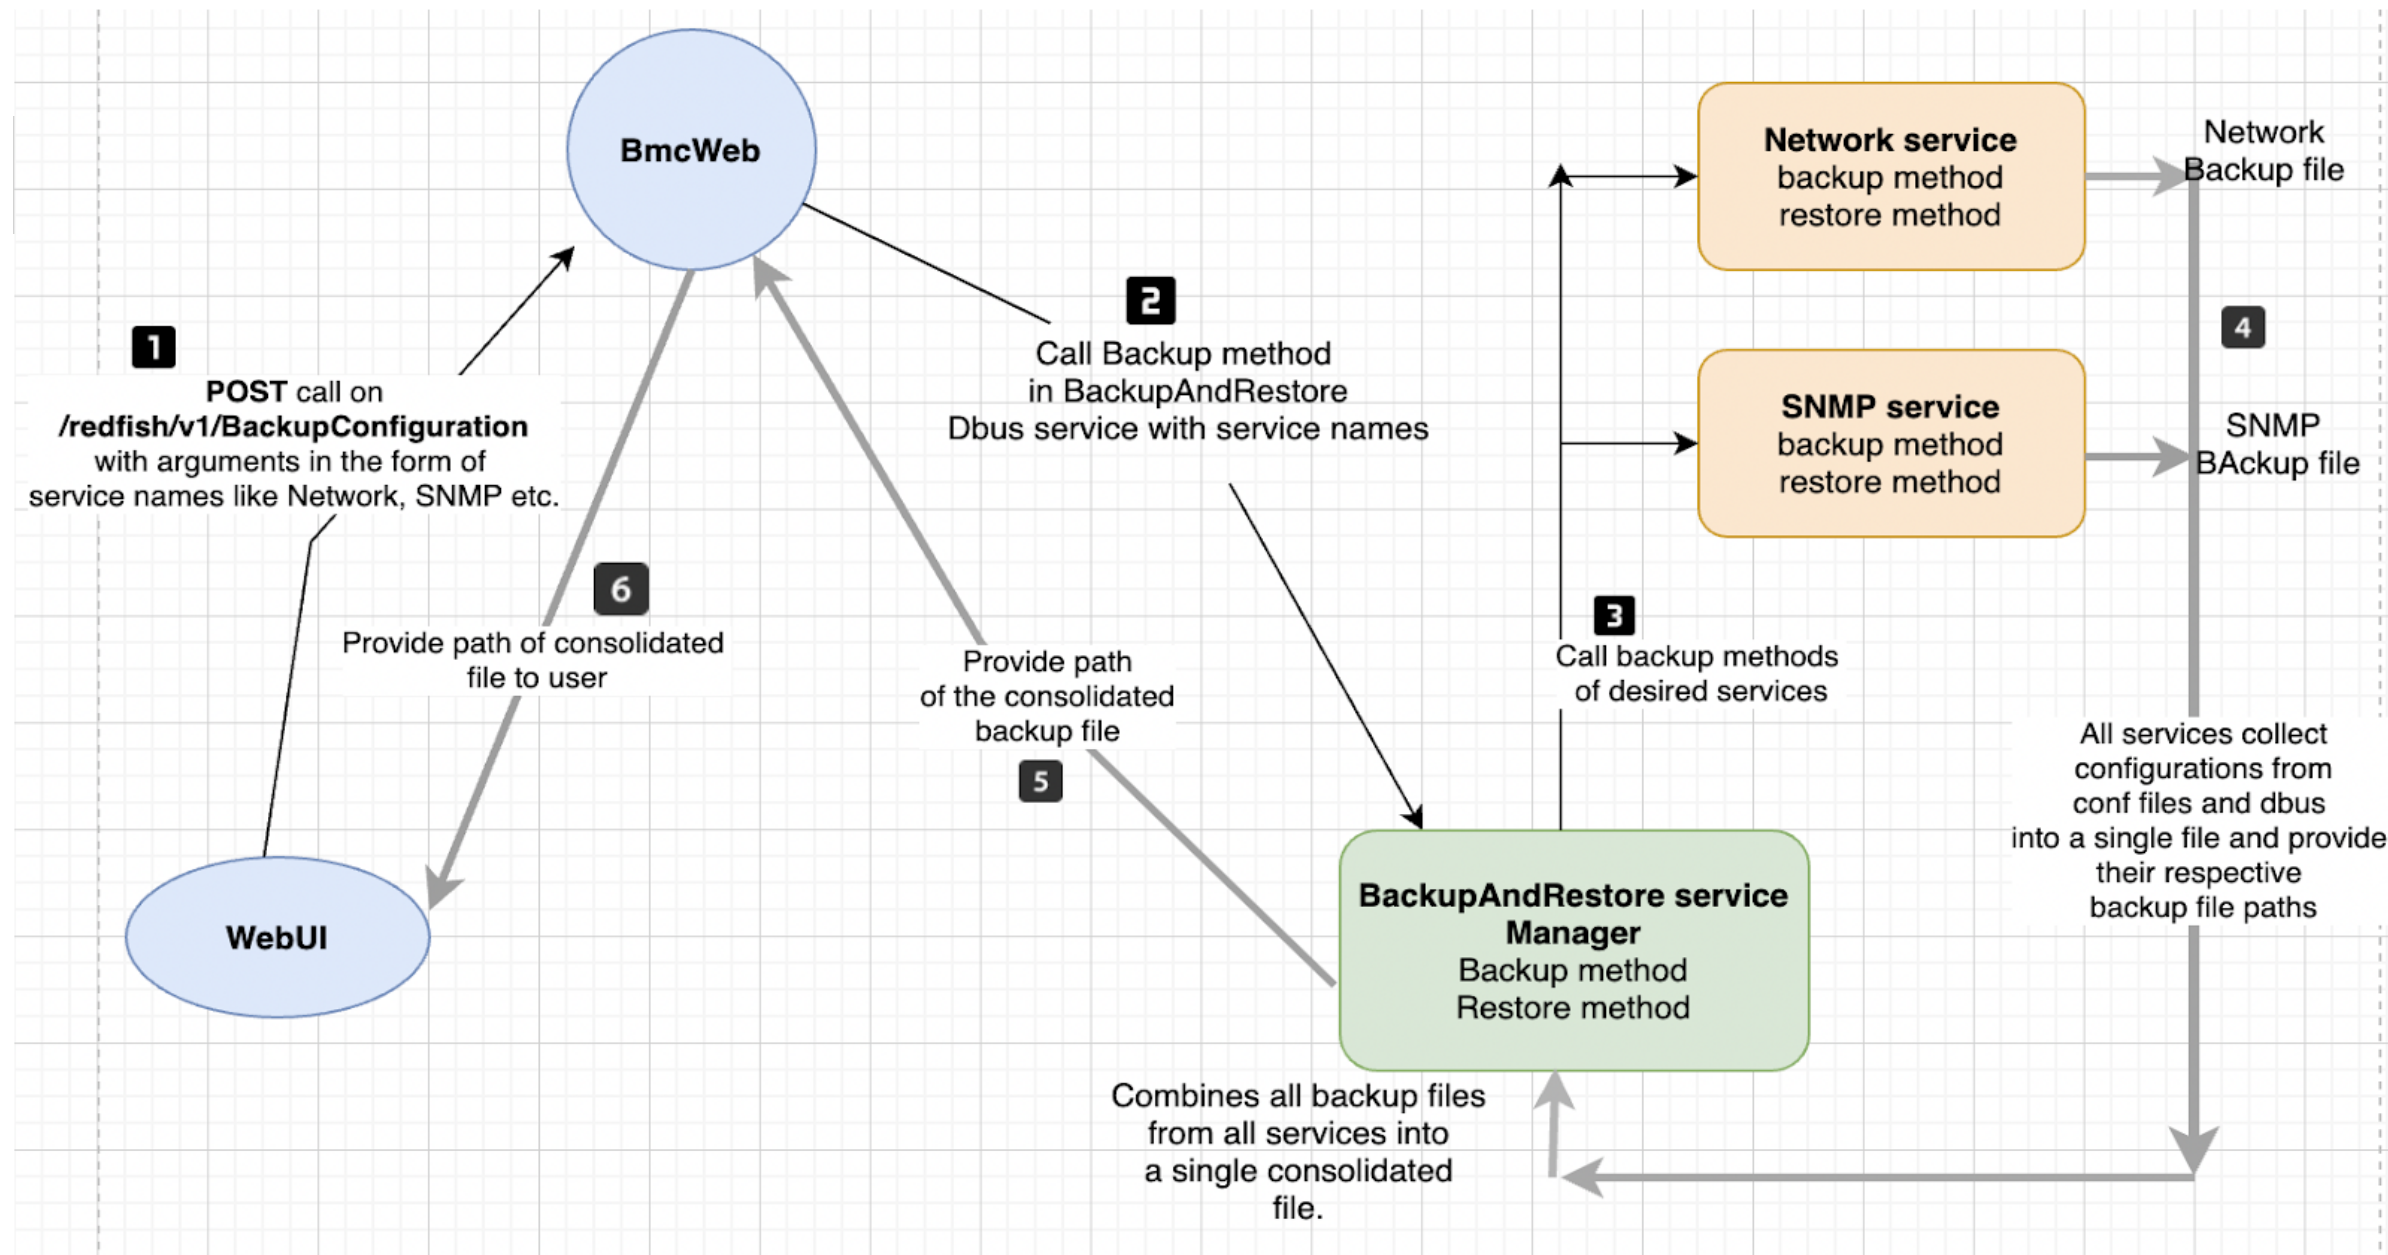 BmcWeb
1
POST call on
/redfish/v1/BackupConfiguration
with arguments in the form of
service names like Network, SNMP etc.
2
Call Backup method
in BackupAndRestore
Dbus service with service names
Network service
backup method
restore method
Network
Backup file
4
SNMP service
backup method
restore method
SNMP
BAckup file
6
Provide path of consolidated
file to user
3
Call backup methods
of desired services
Provide path
of the consolidated
backup file
5
All services collect
configurations from
conf files and dbus
into a single file and provide
their respective
backup file paths
WebUI
BackupAndRestore service
Manager
Backup method
Restore method
Combines all backup files
from all services into
a single consolidated
file.